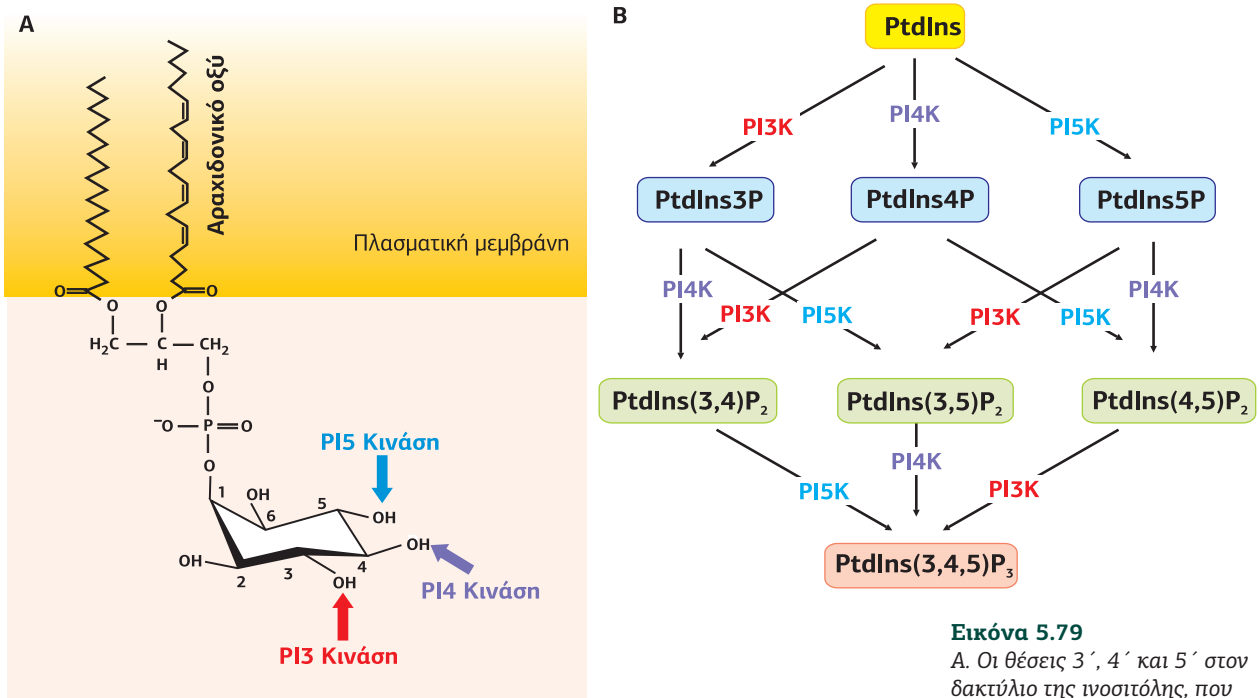 A
Αραχιδονικό οξύ
Πλασματική μεμβράνη
O O O O
H₂C C CH₂
H
O
⁻O P O
O
PI5 Κινάση
1 OH 5
6 OH
OH OH
2 3 4
OH
PI4 Κινάση
PI3 Κινάση
B
PtdIns
PI3K PI4K PI5K
PtdIns3P PtdIns4P PtdIns5P
PI4K PI4K
PI3K PI5K PI3K PI5K
PtdIns(3,4)P₂ PtdIns(3,5)P₂ PtdIns(4,5)P₂
PI4K
PI5K PI3K
PtdIns(3,4,5)P₃
Εικόνα 5.79
Α. Οι θέσεις 3΄, 4΄ και 5΄ στον
δακτύλιο της ινοσιτόλης, που